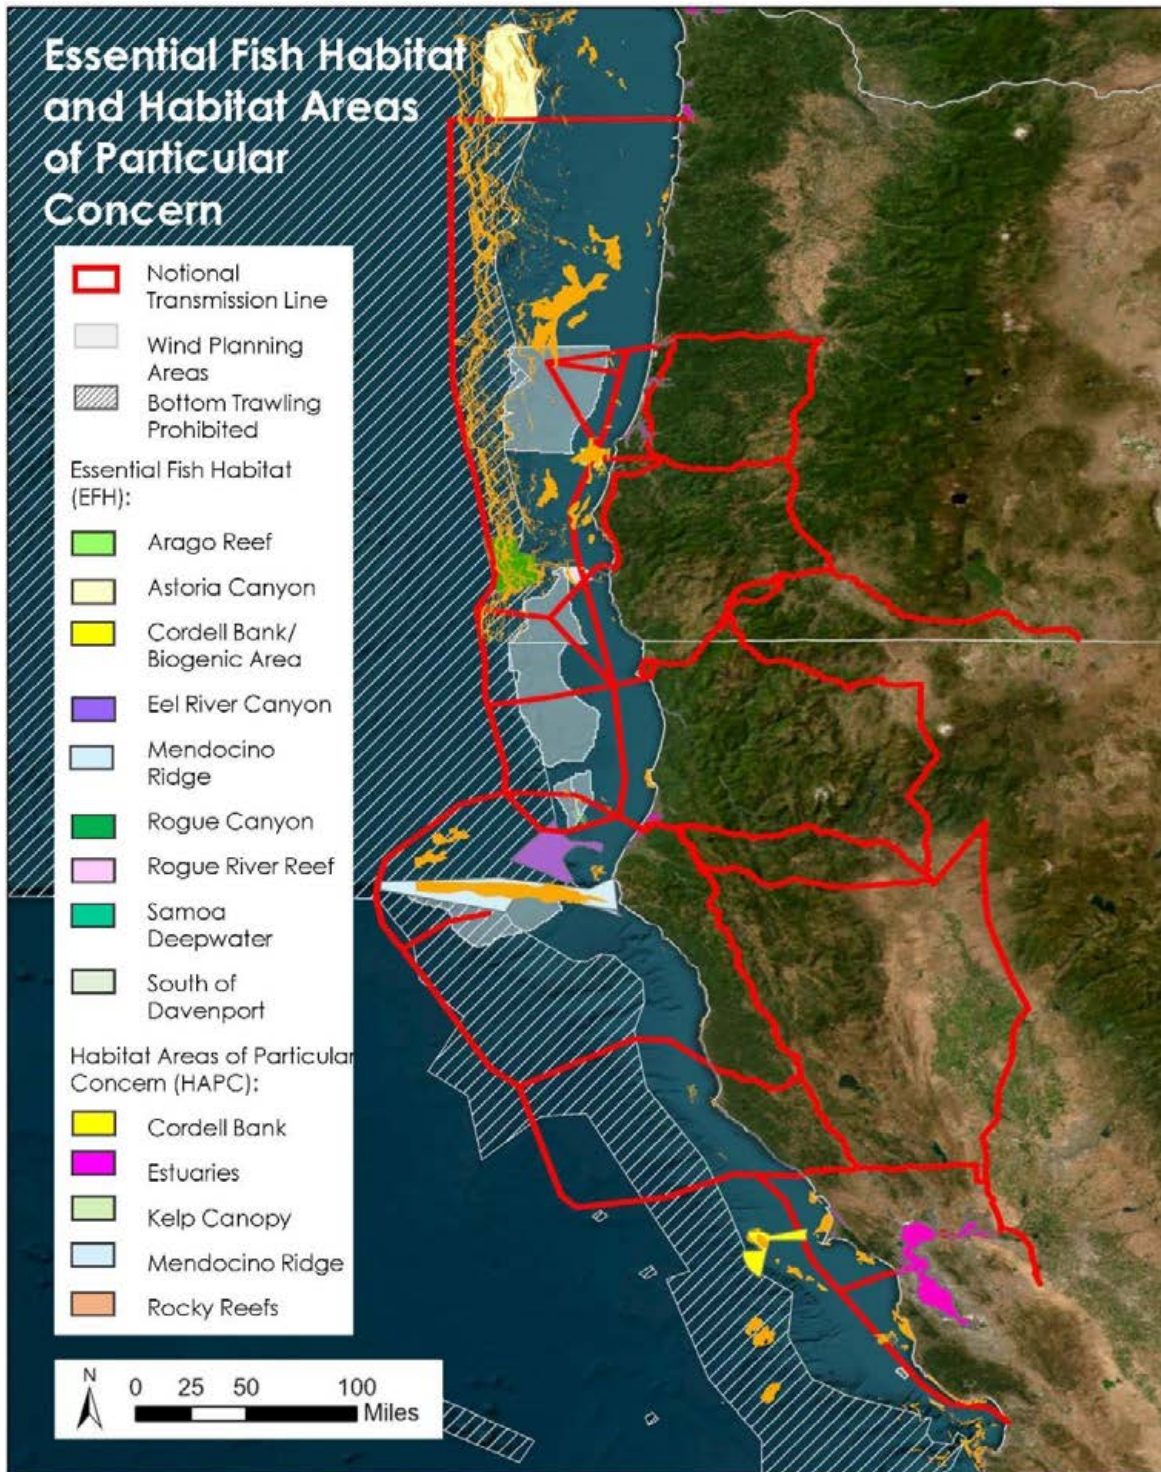 Essential Fish Habitat
and Habitat Areas
of Particular
Concern
Notional
Transmission Line
Wind Planning
Areas
Bottom Trawling
Prohibited
Essential Fish Habitat
(EFH):
Arago Reef
Astoria Canyon
Cordell Bank/
Biogenic Area
Eel River Canyon
Mendocino
Ridge
Rogue Canyon
Rogue River Reef
Samoa
Deepwater
South of
Davenport
Habitat Areas of Particular
Concern (HAPC):
Cordell Bank
Estuaries
Kelp Canopy
Mendocino Ridge
Rocky Reefs
N
0 25 50 100
Miles